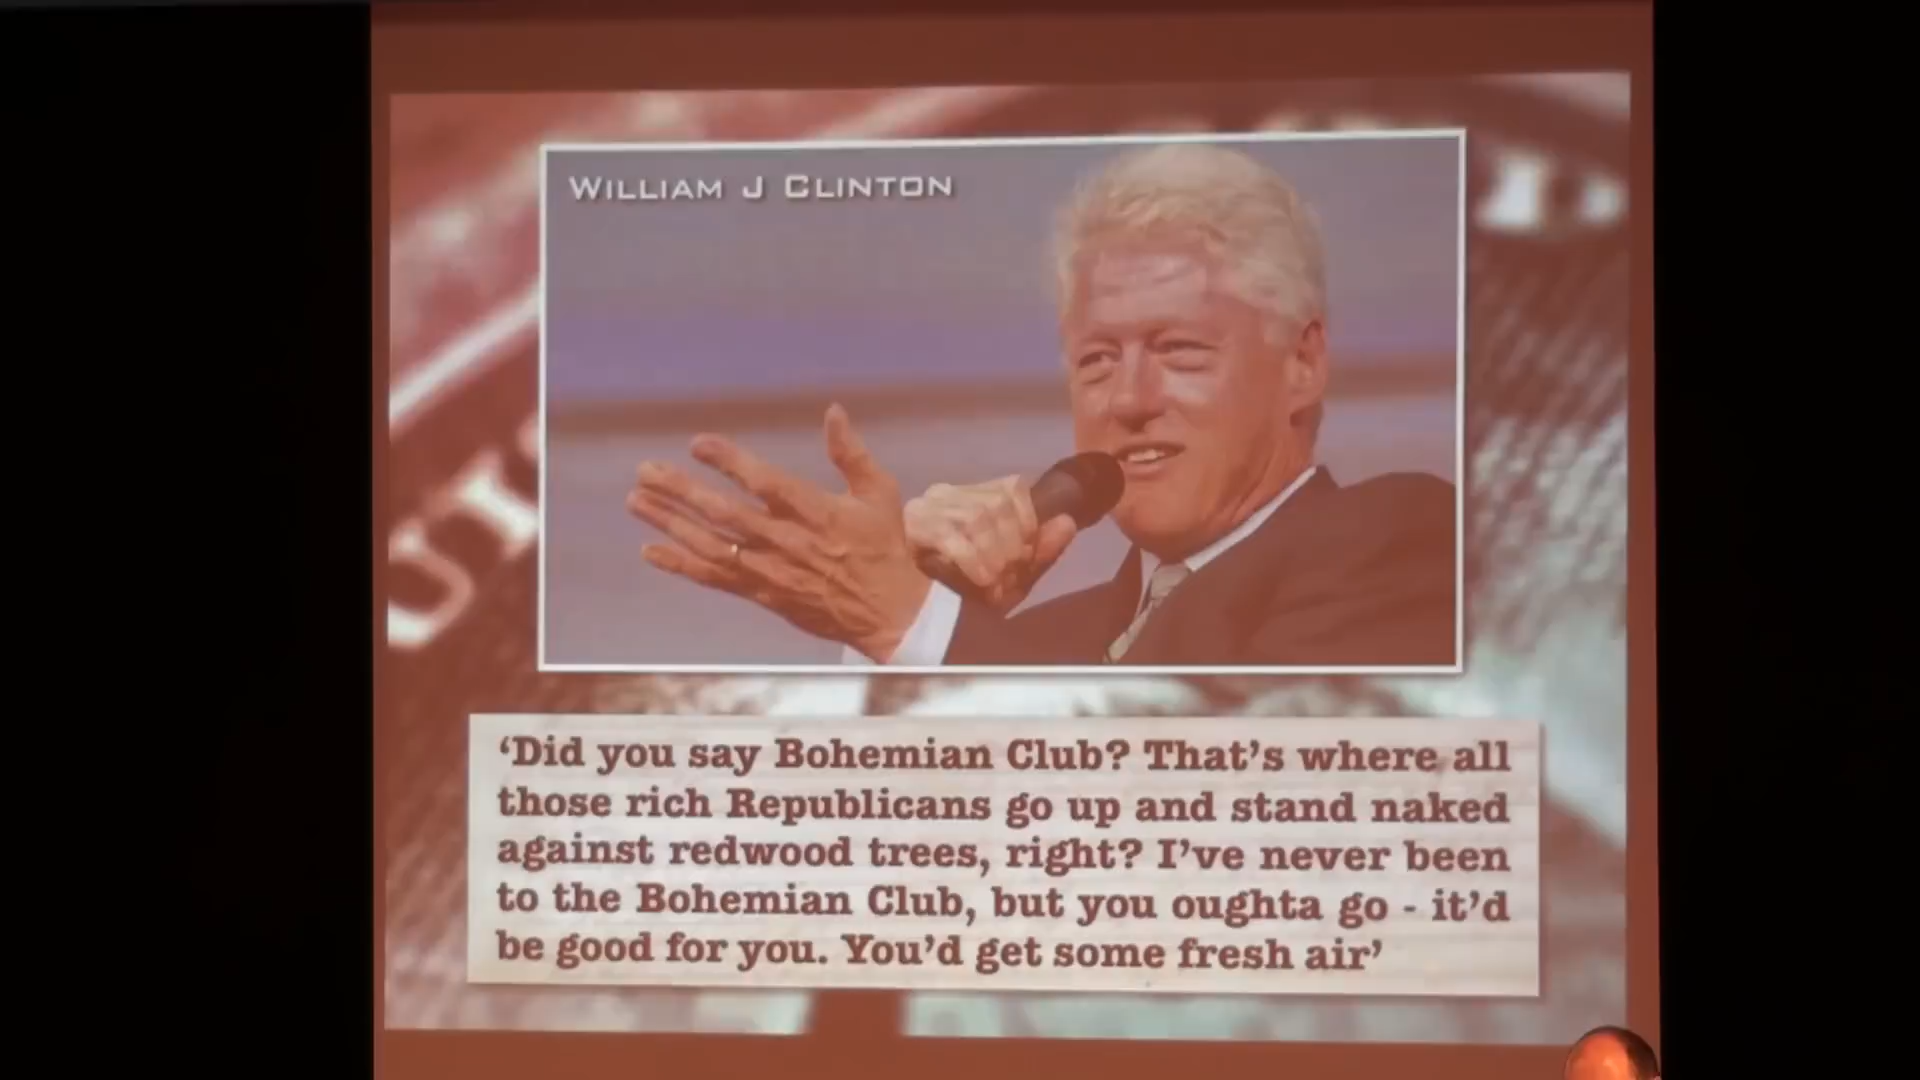 WILLIAM J CLINTON
‘Did you say Bohemian Club? That’s where all
those rich Republicans go up and stand naked
against redwood trees, right? I’ve never been
to the Bohemian Club, but you oughta go - it’d
be good for you. You’d get some fresh air’